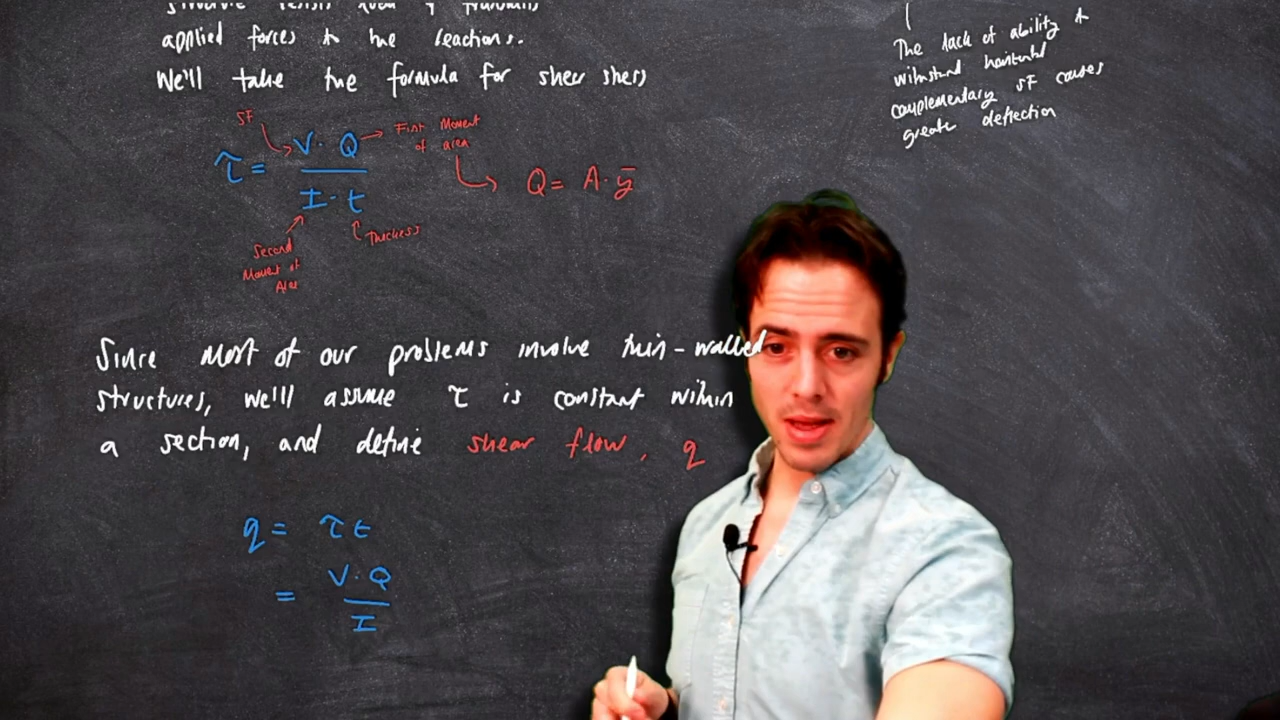 applied forces to the reactions.
We'll take the formula for shear stress
SF
τ = V · Q / I · t
First Moment
of area
Q = A · ȳ
Second
Moment of
Area
Thickness
The lack of ability to
withstand horizontal
complementary SF causes
greater deflection
Since most of our problems involve thin-walled
structures, we'll assume τ is constant within
a section, and define shear flow, q
q = τt
= V · Q / I